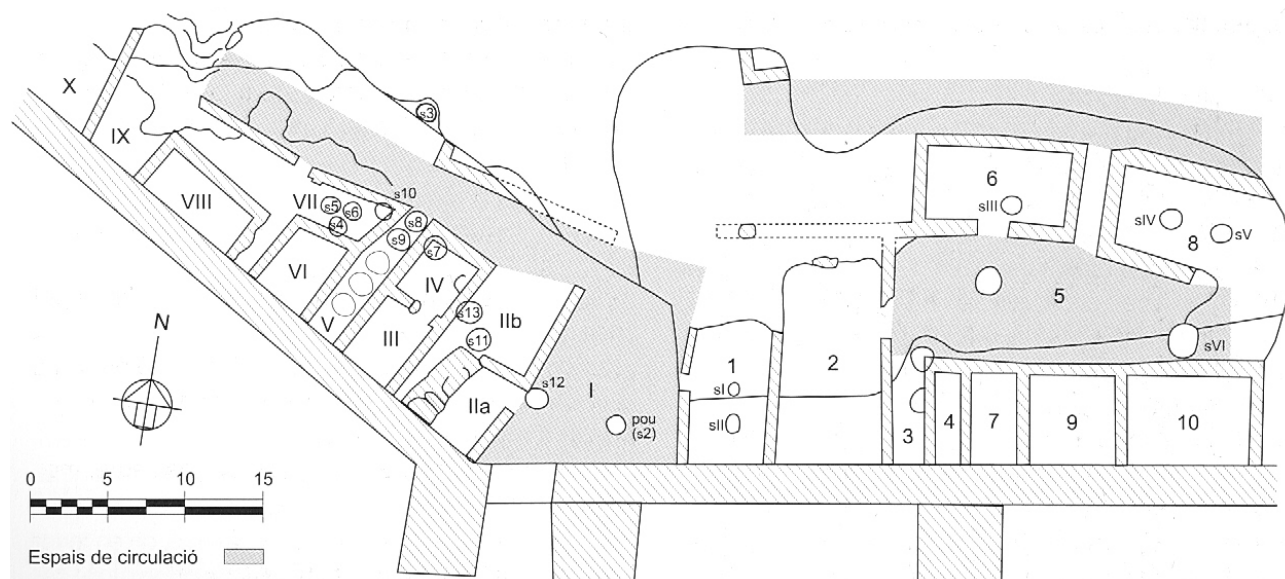 X
IX
s3
s10
VIII
VII
s5
s6
s4
s8
s9
s7
VI
IV
V
III
s13
IIb
s11
IIa
s12
I
pou
(s2)
6
sIII
sIV
sV
8
5
sVI
1
2
sI
sII
3
4
7
9
10
N
0 5 10 15
Espais de circulació